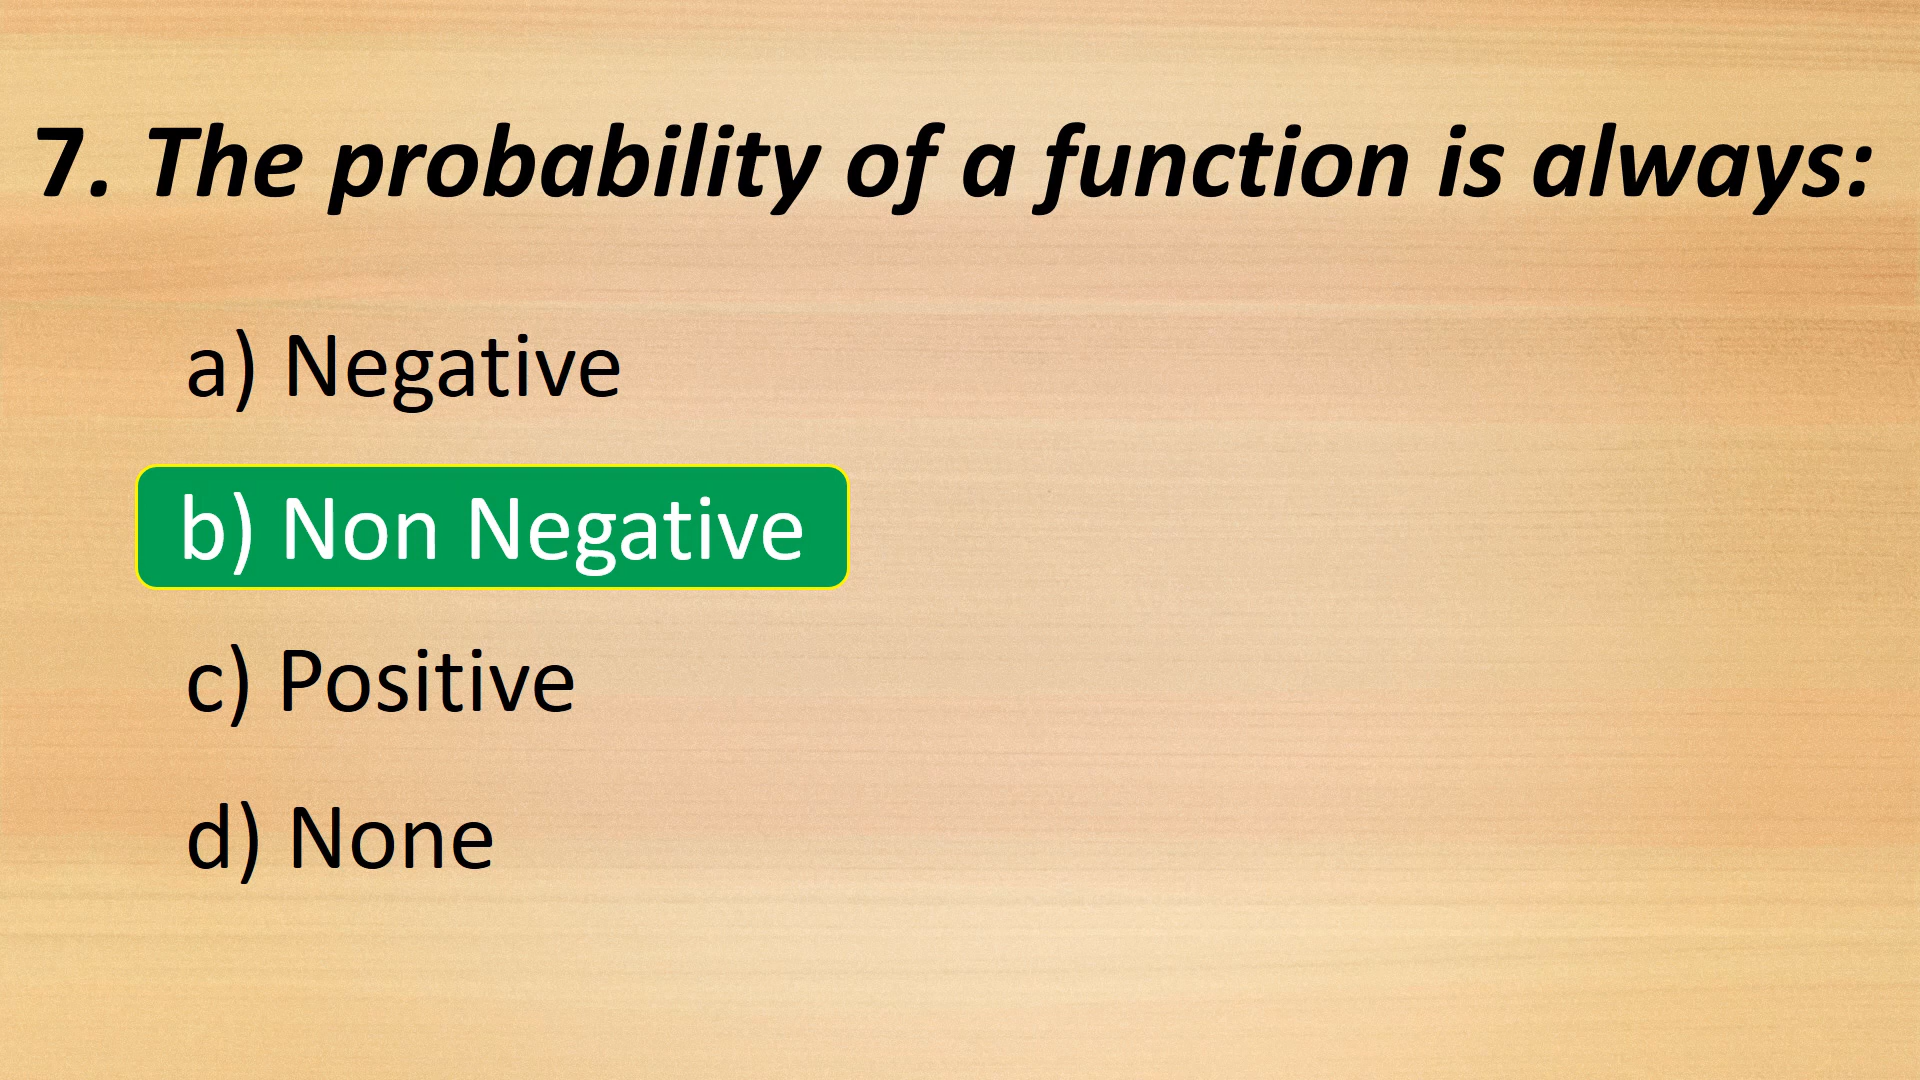 7. The probability of a function is always:
a) Negative
b) Non Negative
c) Positive
d) None